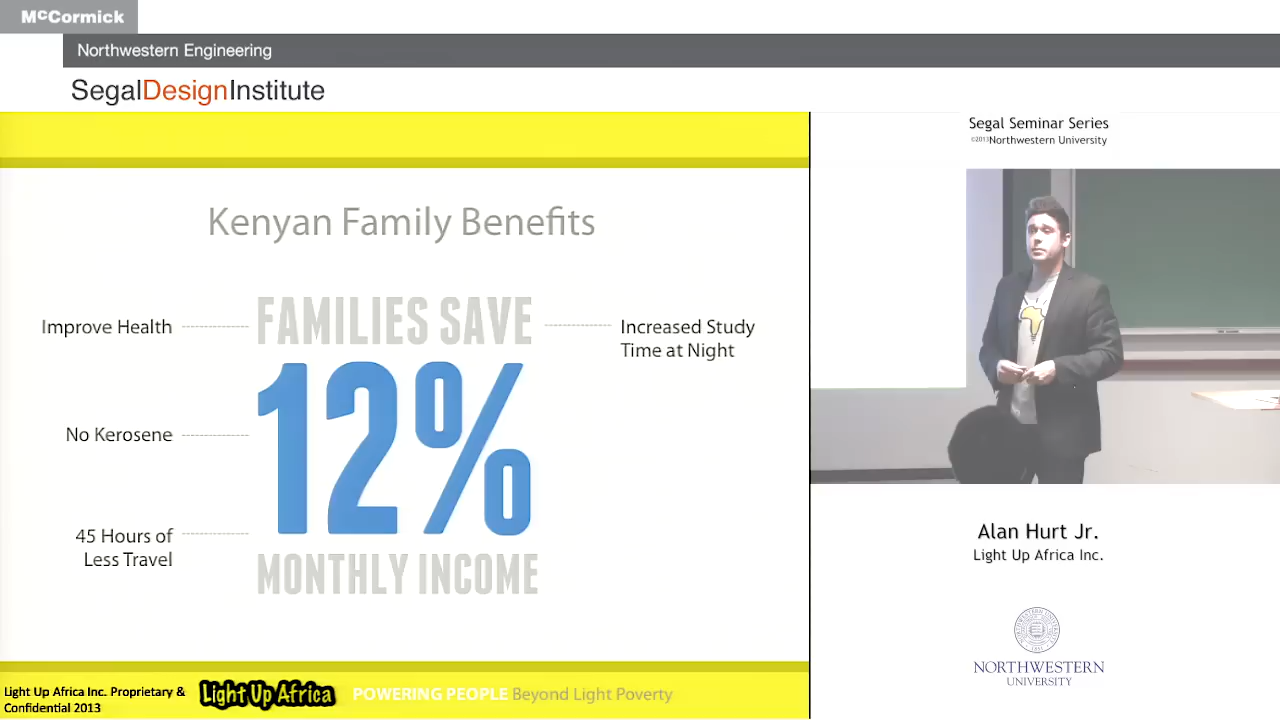 McCormick
Northwestern Engineering
SegalDesignInstitute
Segal Seminar Series
©2013Northwestern University
Kenyan Family Benefits
Improve Health
FAMILIES SAVE
Increased Study
Time at Night
12%
No Kerosene
45 Hours of
Less Travel
MONTHLY INCOME
Alan Hurt Jr.
Light Up Africa Inc.
NORTHWESTERN
UNIVERSITY
Light Up Africa Inc. Proprietary &
Confidential 2013
Light Up Africa
POWERING PEOPLE Beyond Light Poverty